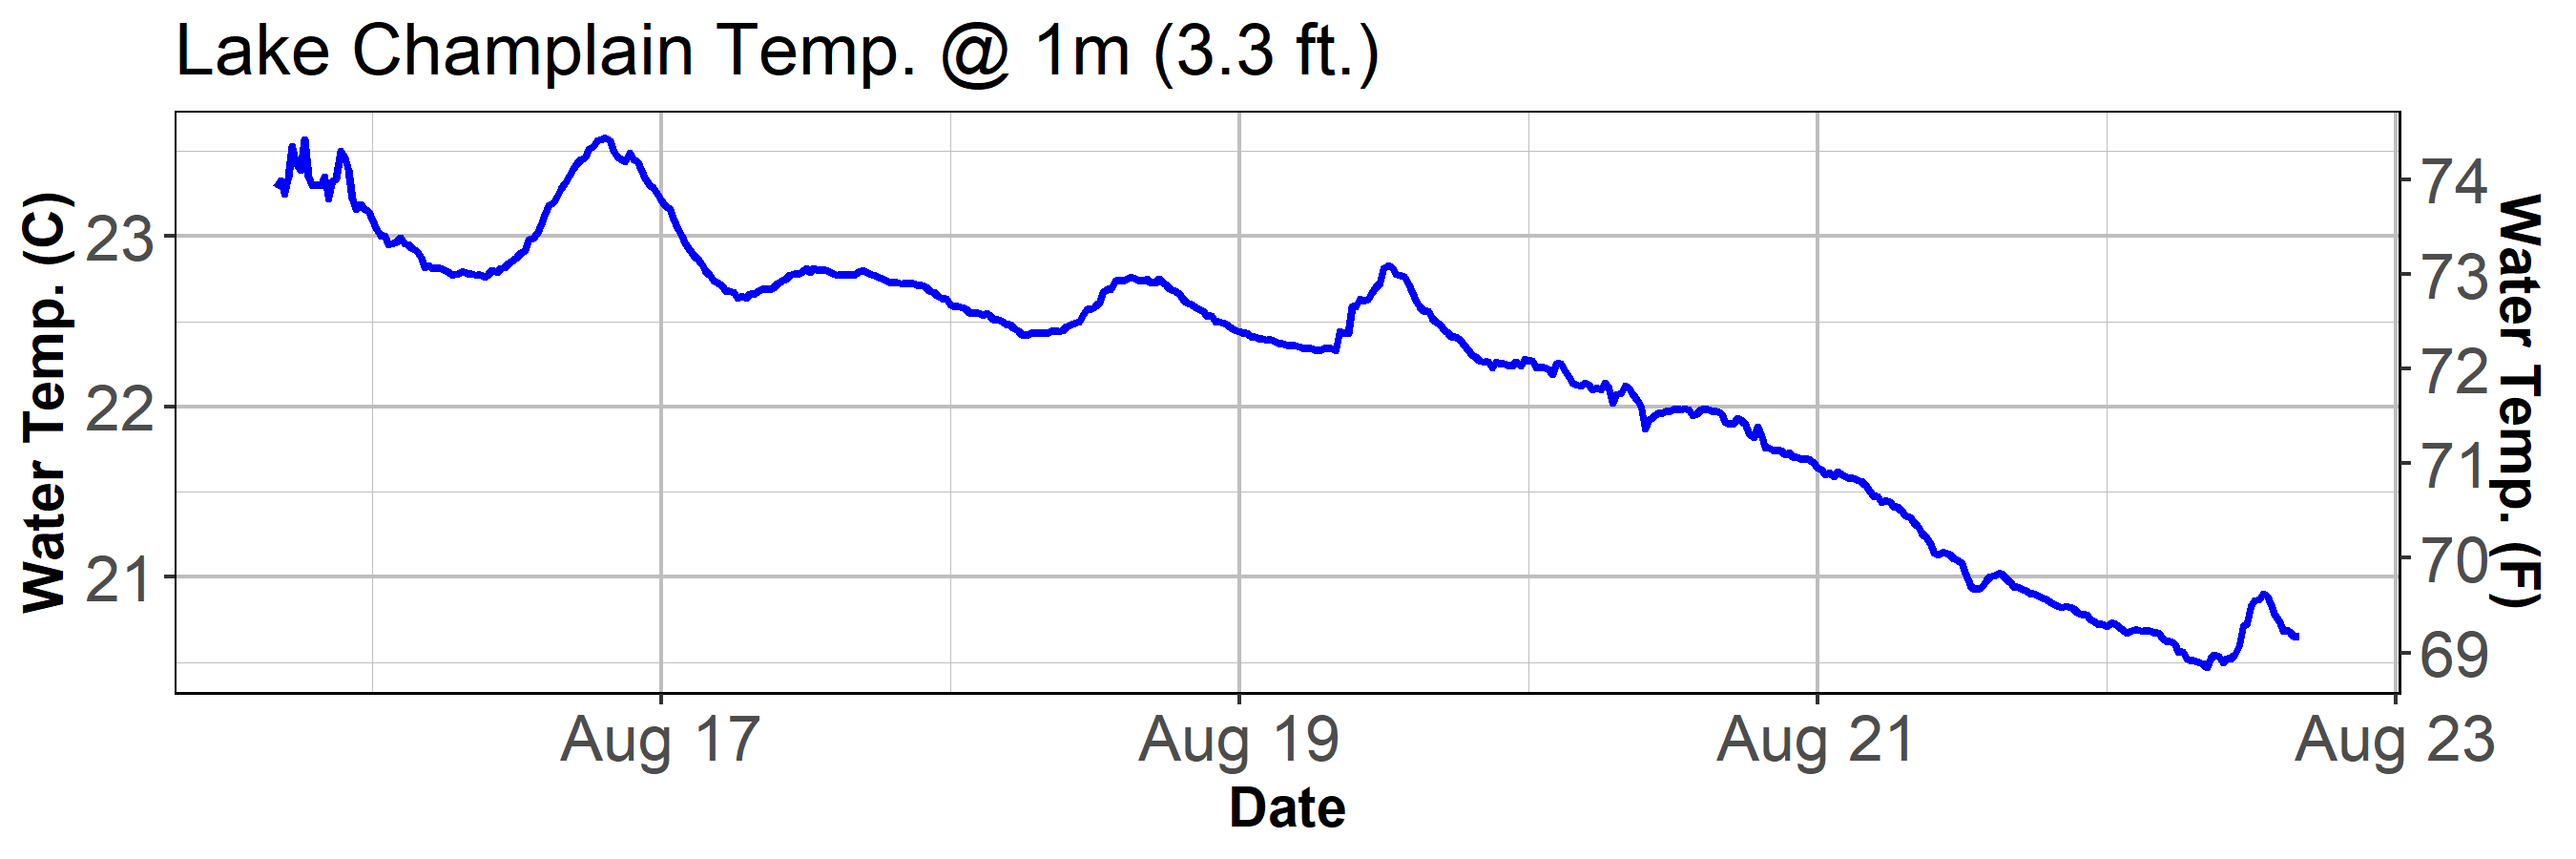 Lake Champlain Temp. @ 1m (3.3 ft.)
Water Temp. (C)
23
22
21
74
73
72
71
70
69
Water Temp. (F)
Aug 17
Aug 19
Aug 21
Aug 23
Date